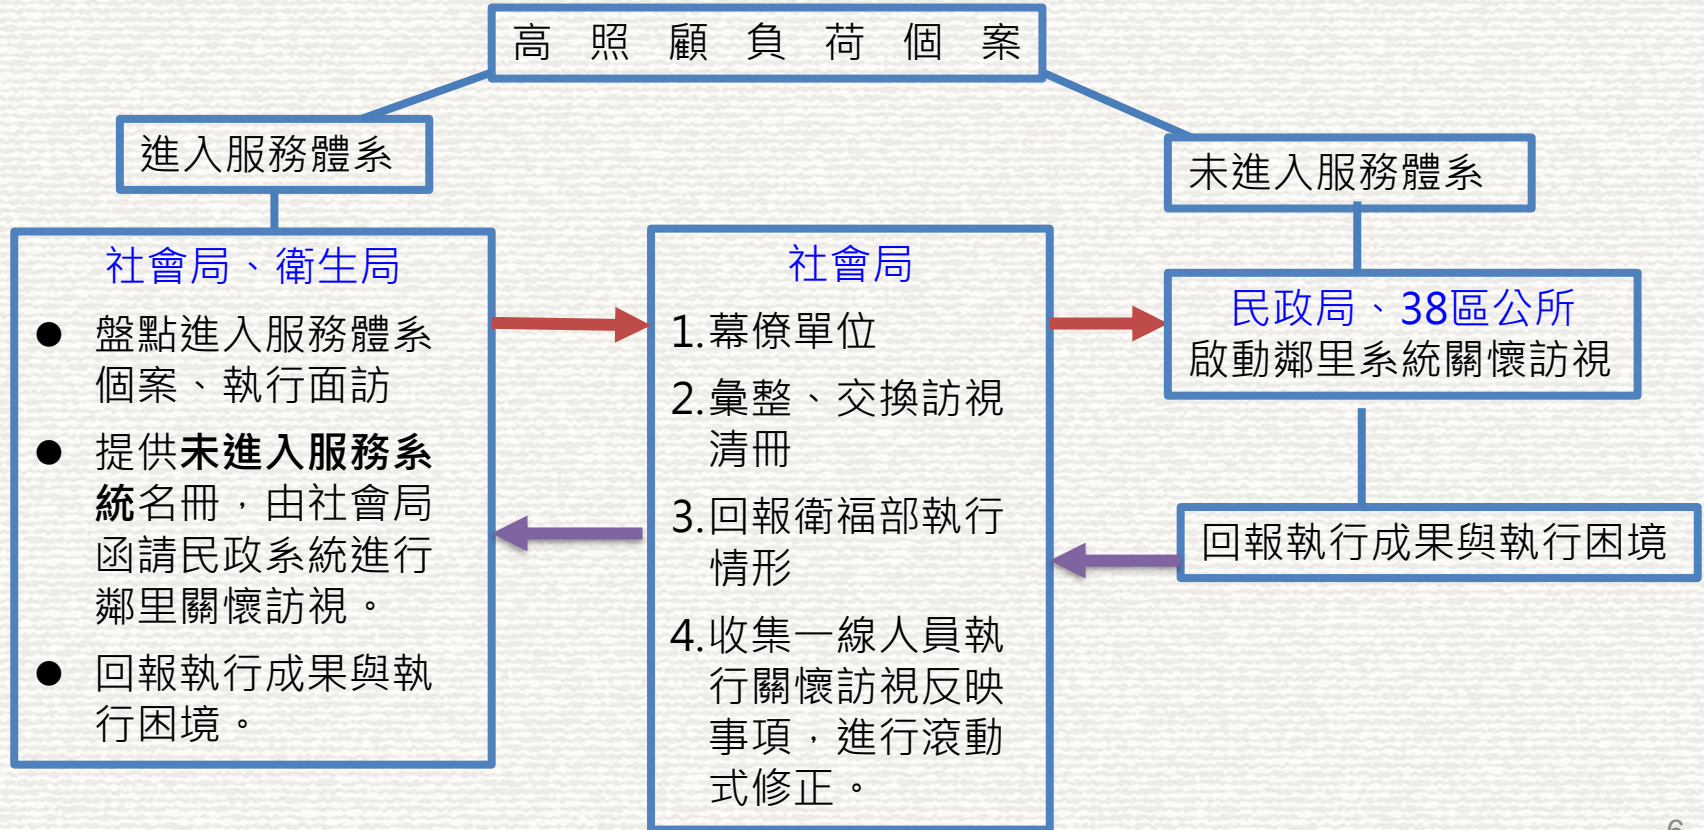 高照顧負荷個案
進入服務體系
未進入服務體系
社會局、衛生局
● 盤點進入服務體系
個案、執行面訪
● 提供未進入服務系
統名冊，由社會局
函請民政系統進行
鄰里關懷訪視。
● 回報執行成果與執
行困境。
社會局
1.幕僚單位
2.彙整、交換訪視
清冊
3.回報衛福部執行
情形
4.收集一線人員執
行關懷訪視反映
事項，進行滾動
式修正。
民政局、38區公所
啟動鄰里系統關懷訪視
回報執行成果與執行困境
6